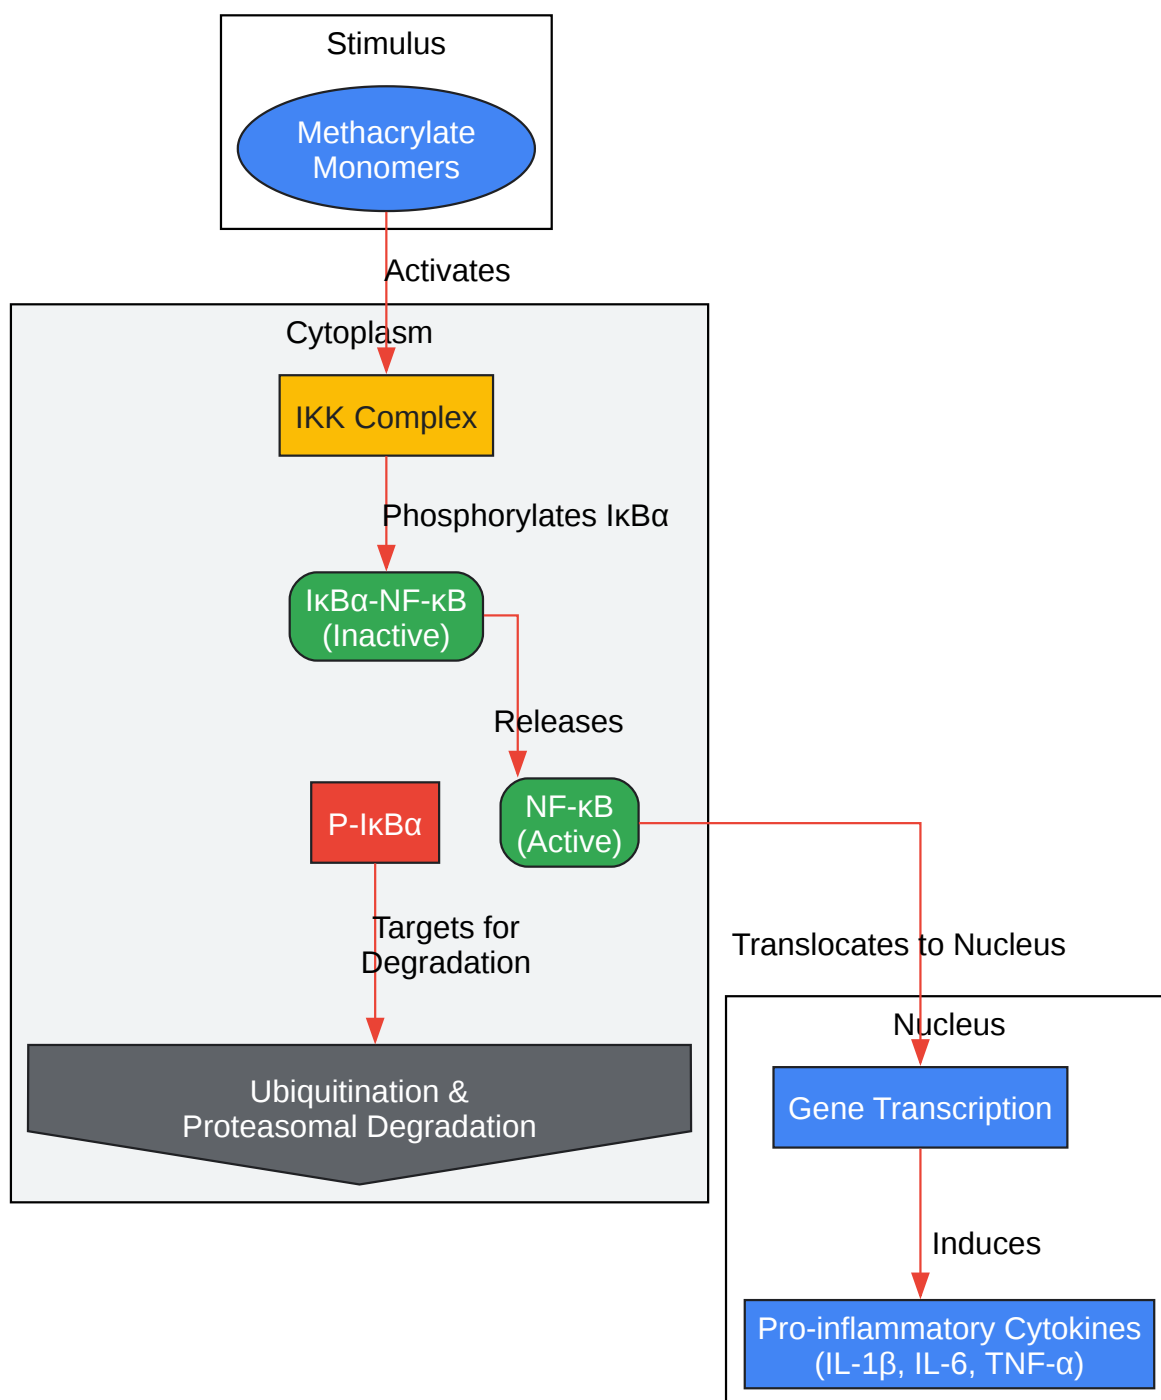 Stimulus
Methacrylate
Monomers
Activates
Cytoplasm
IKK Complex
Phosphorylates IκBα
IκBα-NF-κB
(Inactive)
Releases
P-IκBα
NF-κB
(Active)
Targets for
Degradation
Translocates to Nucleus
Nucleus
Ubiquitination &
Proteasomal Degradation
Gene Transcription
Induces
Pro-inflammatory Cytokines
(IL-1β, IL-6, TNF-α)